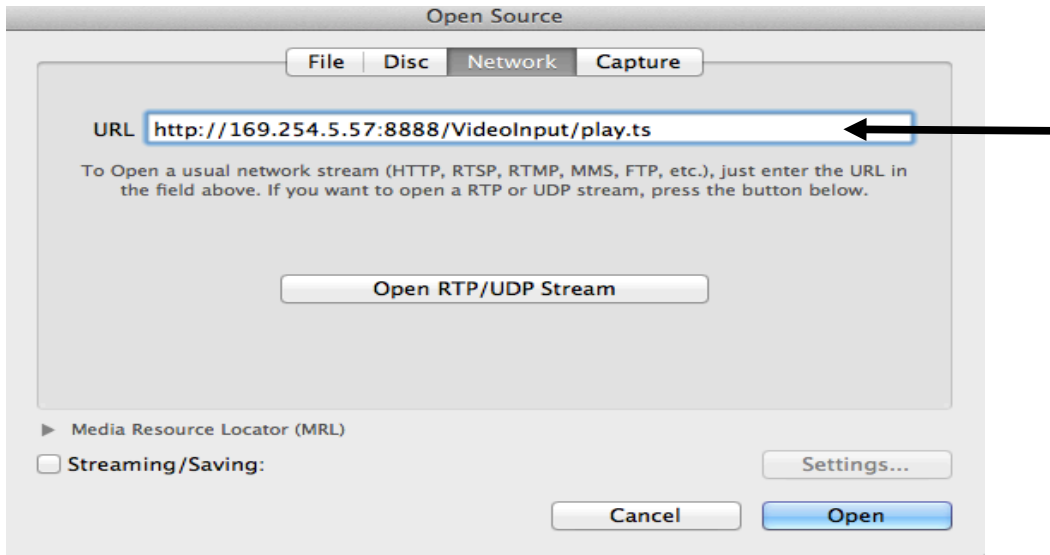 Open Source
File Disc Network Capture
URL http://169.254.5.57:8888/VideoInput/play.ts
To Open a usual network stream (HTTP, RTSP, RTMP, MMS, FTP, etc.), just enter the URL in
the field above. If you want to open a RTP or UDP stream, press the button below.
Open RTP/UDP Stream
Media Resource Locator (MRL)
Streaming/Saving:
Settings...
Cancel Open